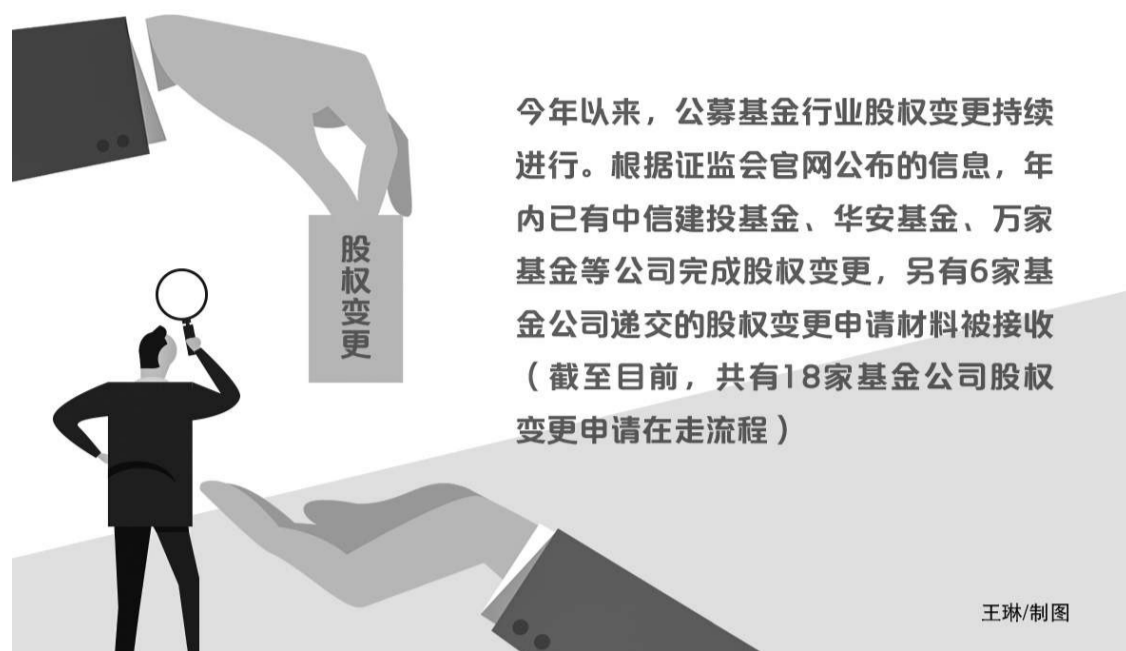 股权变更
今年以来，公募基金行业股权变更持续
进行。根据证监会官网公布的信息，年
内已有中信建投基金、华安基金、万家
基金等公司完成股权变更，另有6家基
金公司递交的股权变更申请材料被接收
（截至目前，共有18家基金公司股权
变更申请在走流程）
王琳/制图